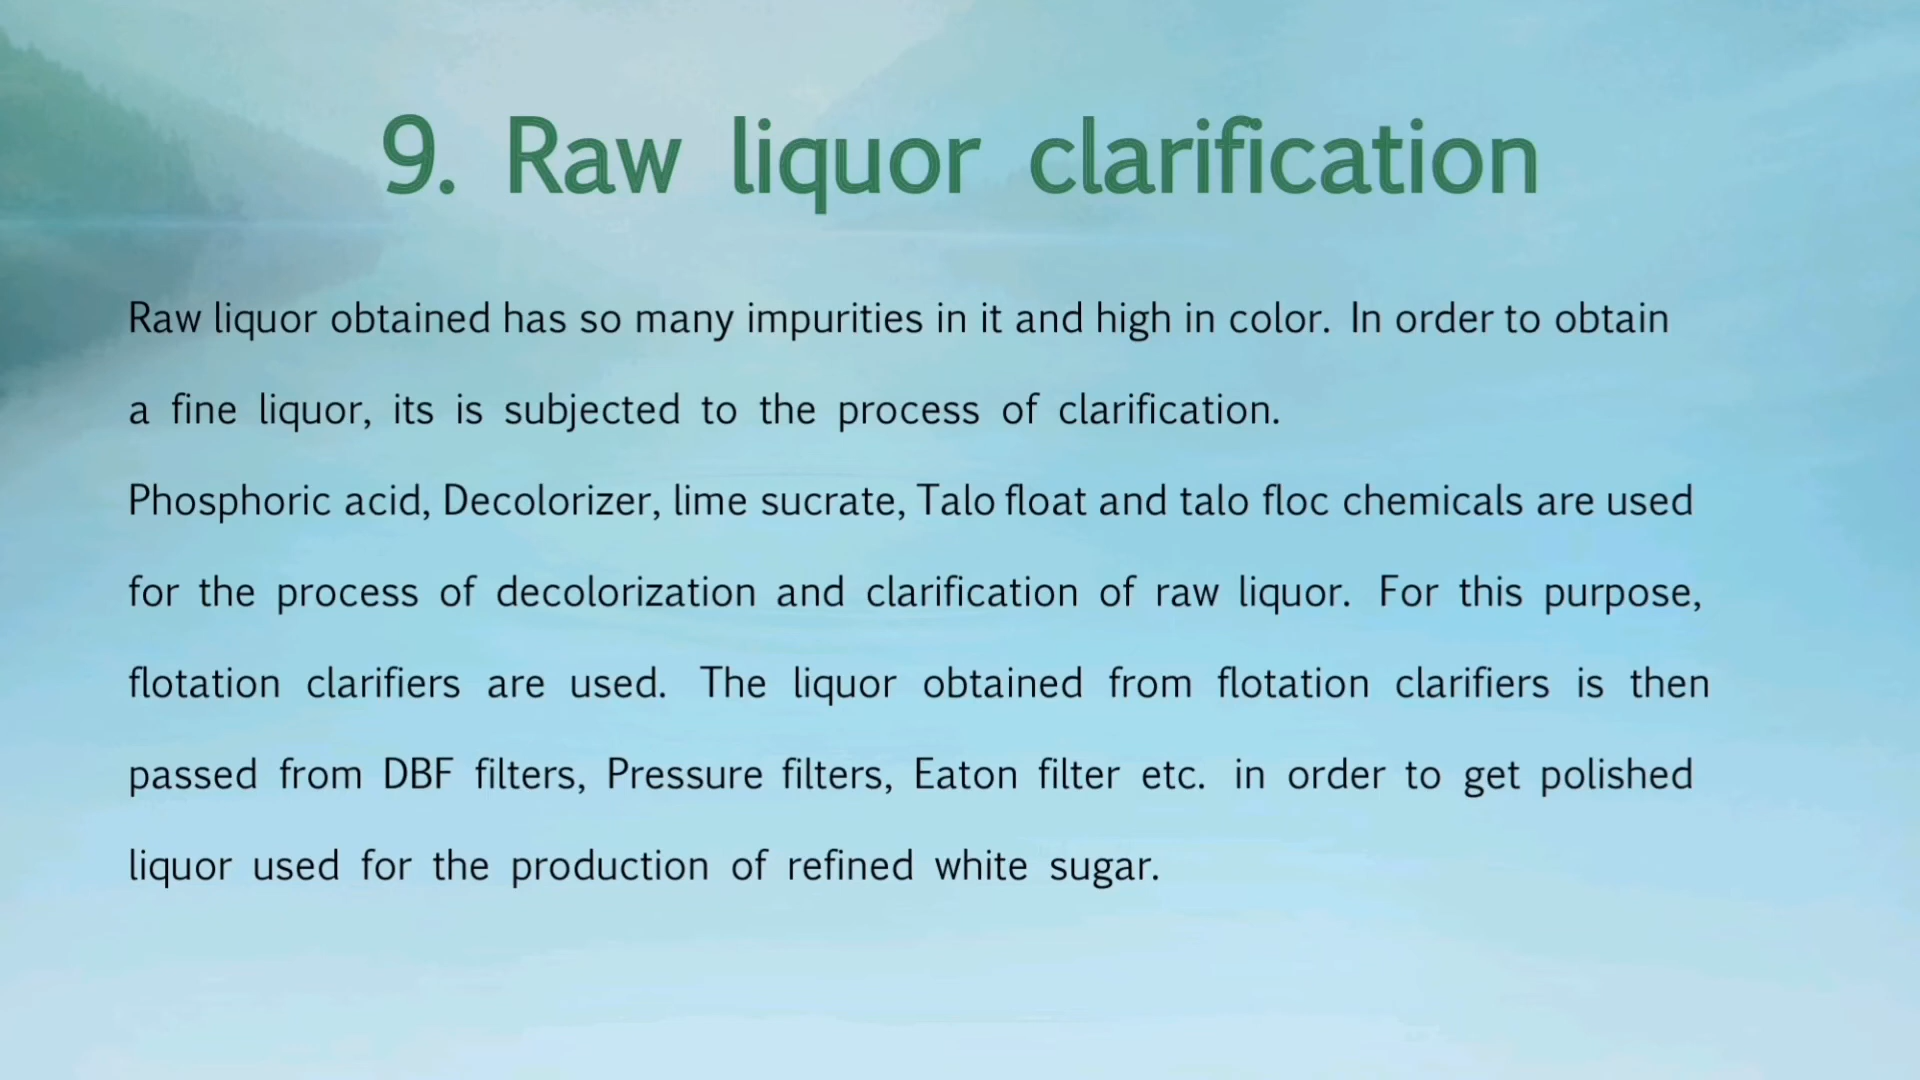 9. Raw liquor clarification
Raw liquor obtained has so many impurities in it and high in color. In order to obtain
a fine liquor, its is subjected to the process of clarification.
Phosphoric acid, Decolorizer, lime sucrate, Talo float and talo floc chemicals are used
for the process of decolorization and clarification of raw liquor. For this purpose,
flotation clarifiers are used. The liquor obtained from flotation clarifiers is then
passed from DBF filters, Pressure filters, Eaton filter etc. in order to get polished
liquor used for the production of refined white sugar.